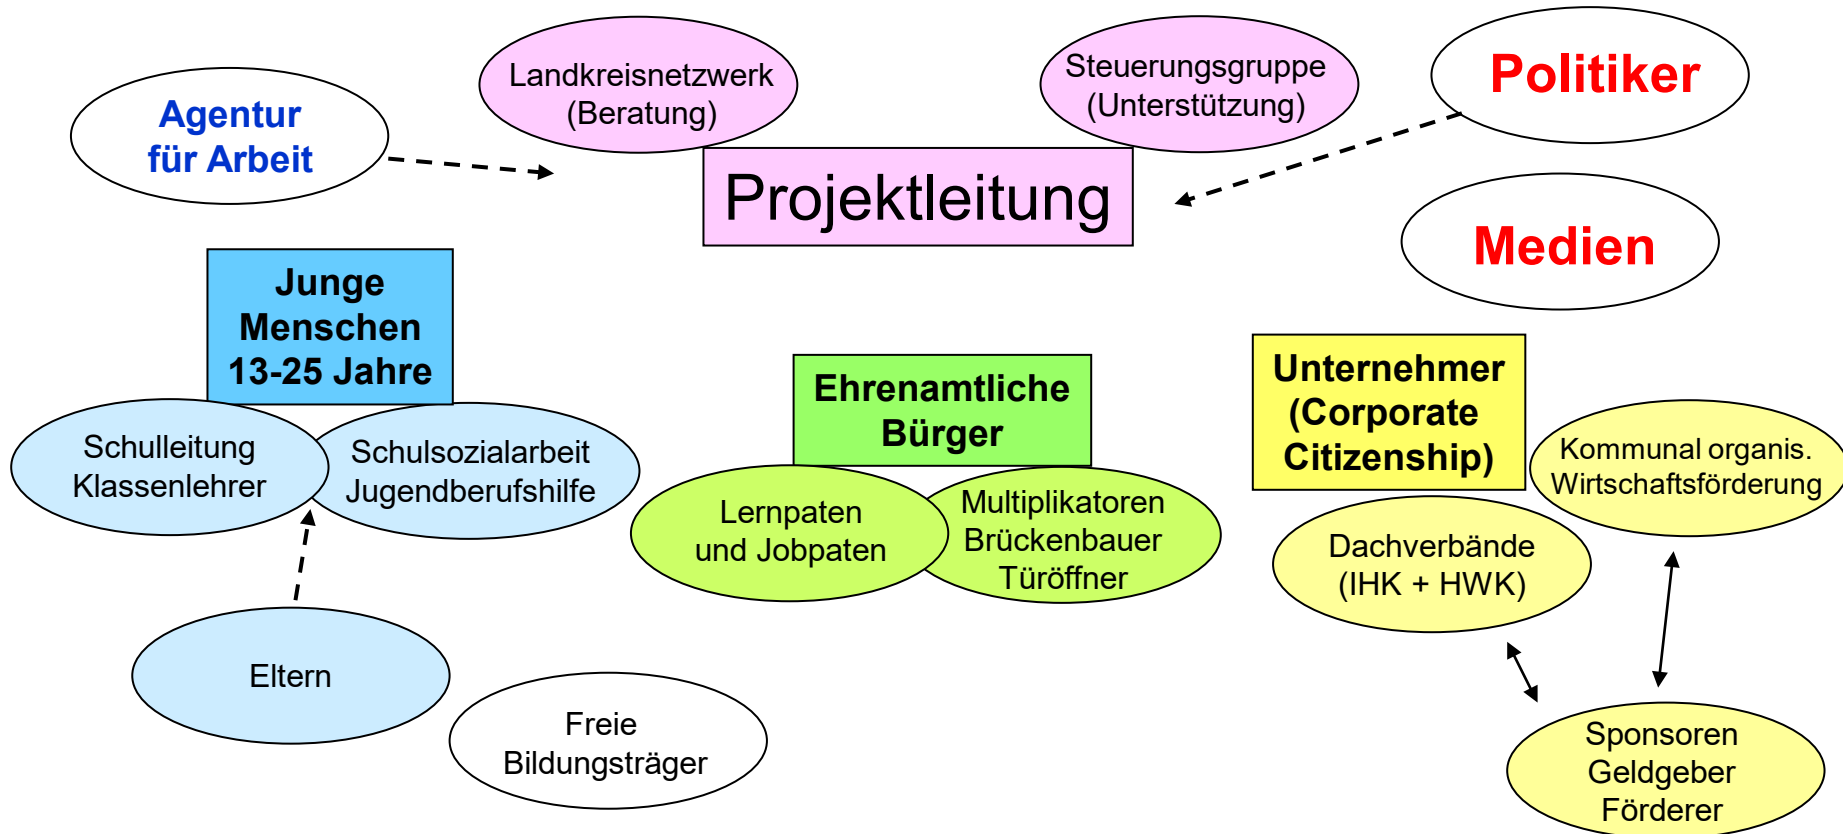 Agentur
für Arbeit
Landkreisnetzwerk
(Beratung)
Steuerungsgruppe
(Unterstützung)
Politiker
Projektleitung
Medien
Junge
Menschen
13-25 Jahre
Schulleitung
Klassenlehrer
Schulsozialarbeit
Jugendberufshilfe
Ehrenamtliche
Bürger
Lernpaten
und Jobpaten
Multiplikatoren
Brückenbauer
Türöffner
Unternehmer
(Corporate
Citizenship)
Kommunal organis.
Wirtschaftsförderung
Dachverbände
(IHK + HWK)
Eltern
Freie
Bildungsträger
Sponsoren
Geldgeber
Förderer